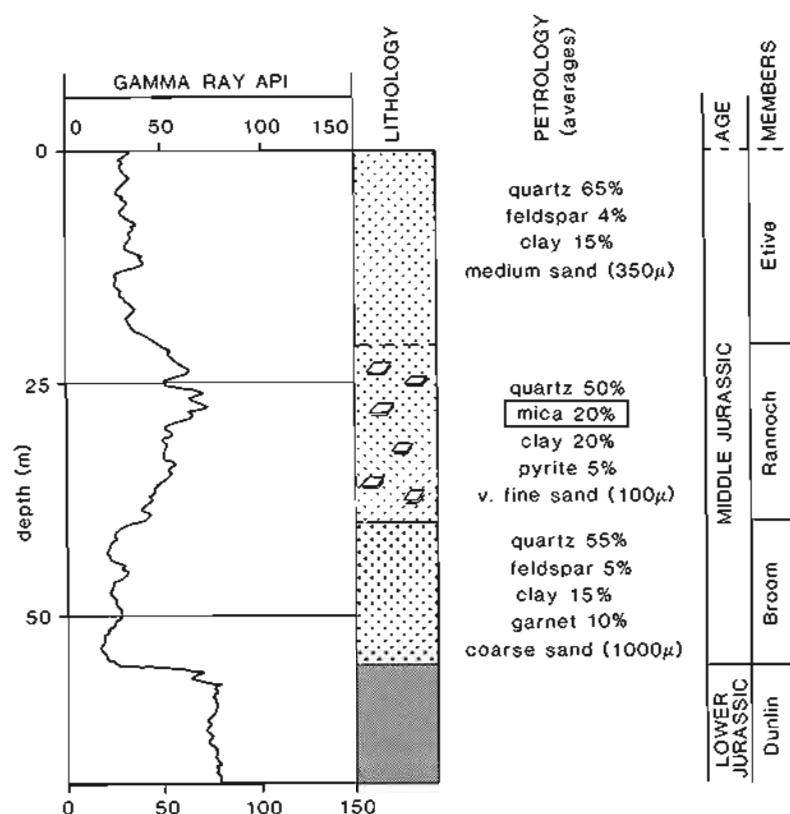 GAMMA RAY API
0 50 100 150
LITHOLOGY
PETROLOGY
(averages)
AGE
MEMBERS
depth (m)
0
25
50
quartz 65%
feldspar 4%
clay 15%
medium sand (350μ)
quartz 50%
mica 20%
clay 20%
pyrite 5%
v. fine sand (100μ)
quartz 55%
feldspar 5%
clay 15%
garnet 10%
coarse sand (1000μ)
MIDDLE JURASSIC
LOWER
JURASSIC
Etive
Rannoch
Broom
Dunlin
0 50 100 150